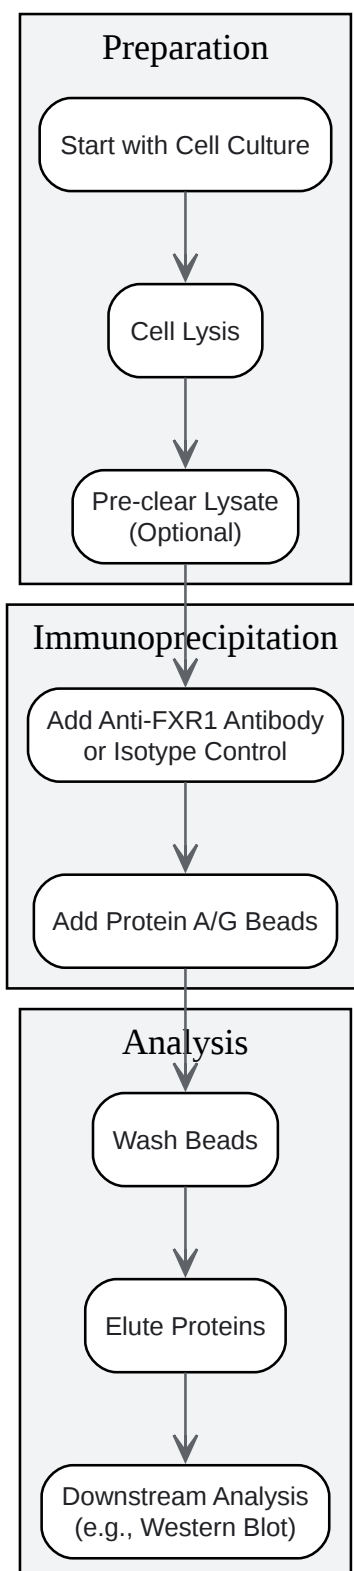 Preparation
Start with Cell Culture
Cell Lysis
Pre-clear Lysate
(Optional)
Immunoprecipitation
Add Anti-FXR1 Antibody
or Isotype Control
Add Protein A/G Beads
Analysis
Wash Beads
Elute Proteins
Downstream Analysis
(e.g., Western Blot)